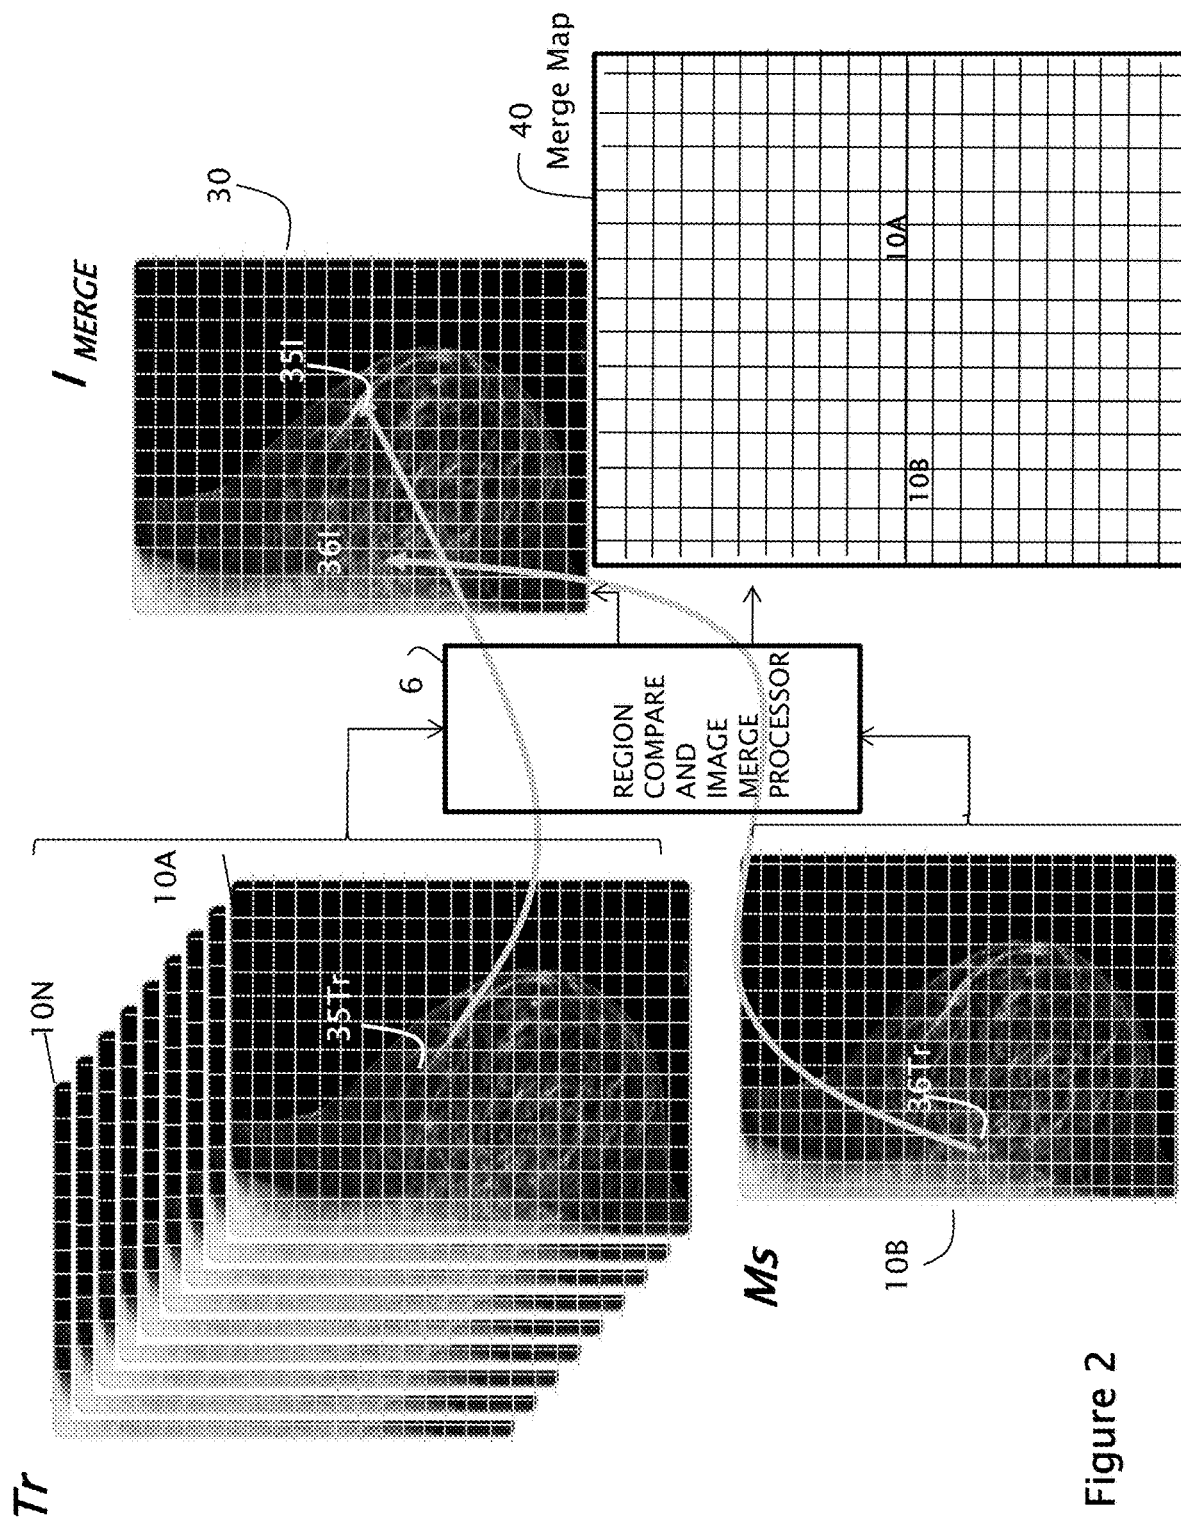 Tr
10N
10A
35Tr
Ms
10B
36Tr
6
REGION
COMPARE
AND
IMAGE
MERGE
PROCESSOR
I MERGE
30
35I
36I
40
Merge Map
10A
10B
Figure 2